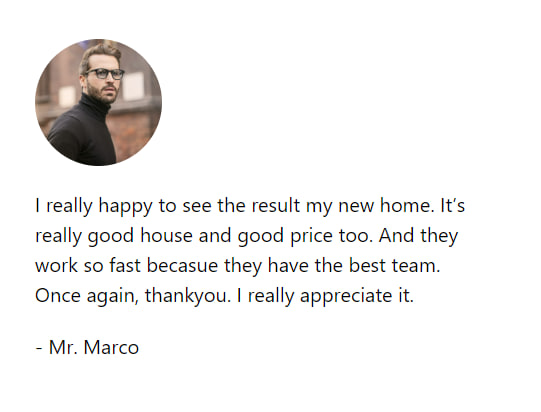 I really happy to see the result my new home. It’s
really good house and good price too. And they
work so fast becasue they have the best team.
Once again, thankyou. I really appreciate it.
- Mr. Marco